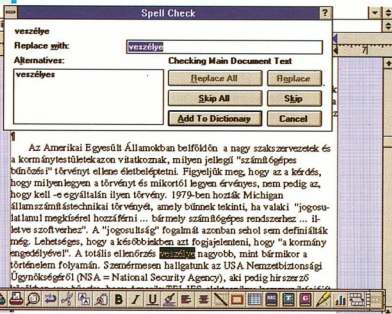 Spell Check
?
veszélye
Replace with: veszélye
Alternatives: Checking Main Document Text
veszélyes
Replace All Replace
Skip All Skip
Add To Dictionary Cancel
Az Amerikai Egyesült Államokban belföldön a nagy szakszervezetek és
a kormánytestületekazon vitatkoznak, milyen jellegű "számítógépes
bűnözési" törvényt ellene életbeléptetni. Figyeljük meg, hogy az a kérdés,
hogy milyenlegyen a törvényt és mikortól legyen érvényes, nem pedig az,
hogy kell -e egyáltalán ilyen törvény. 1979-ben hozták Michigan
államszámítástechnikai törvényét, amely bűnnek tekinti, ha valaki "jogosu-
latlanul megkísérel hozzáférni ... bármely számítógépes rendszerhez ... il-
letve szoftverhez". A "jogosultság" fogalmát azonban sehol sem definiálták
még. Lehetséges, hogy a későbbiekben azt fogjajelenteni, hogy "a kormány
engedélyével". A totális ellenőrzés veszélye nagyobb, mint bármikor a
történelem folyamán. Szemérmesen hallgatunk az USA Nemzetbiztonsági
Ügynökségéről (NSA = National Security Agency), aki pedig hírszerző
B I U